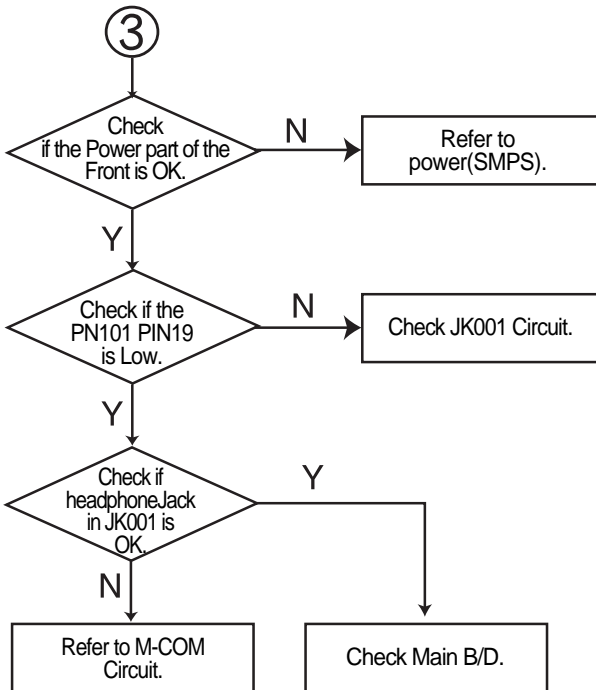 3
Check
if the Power part of the
Front is OK.
N
Refer to
power(SMPS).
Y
Check if the
PN101 PIN19
is Low.
N
Check JK001 Circuit.
Y
Check if
headphoneJack
in JK001 is
OK.
Y
N
Refer to M-COM
Circuit.
Check Main B/D.